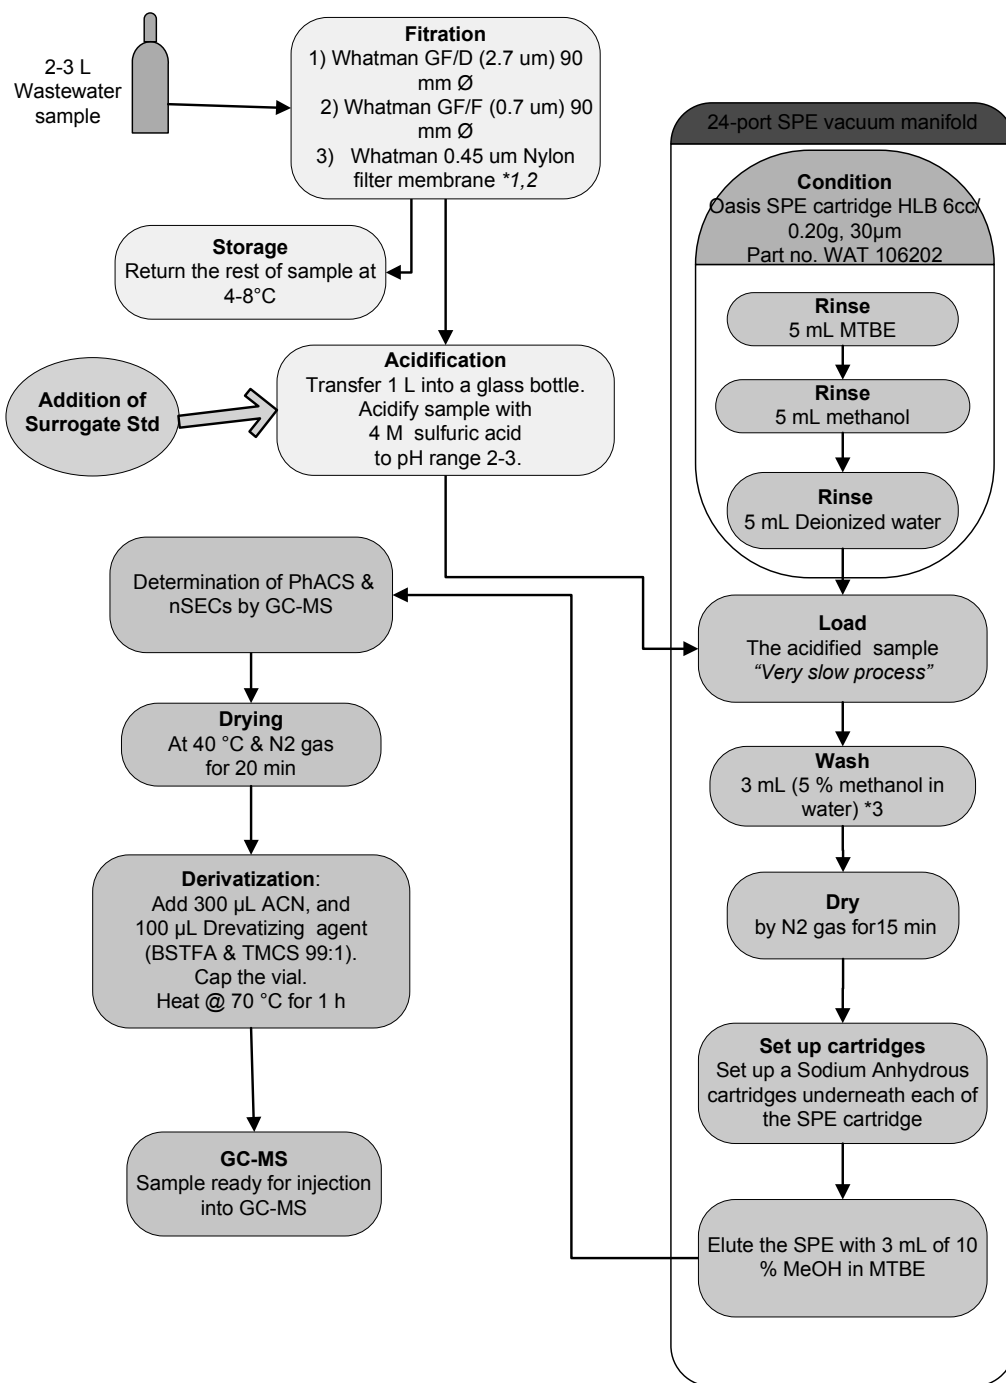 2-3 L
Wastewater
sample
Fitration
1) Whatman GF/D (2.7 um) 90
mm Ø
2) Whatman GF/F (0.7 um) 90
mm Ø
3) Whatman 0.45 um Nylon
filter membrane *1,2
Storage
Return the rest of sample at
4-8°C
Addition of
Surrogate Std
Acidification
Transfer 1 L into a glass bottle.
Acidify sample with
4 M sulfuric acid
to pH range 2-3.
24-port SPE vacuum manifold
Condition
Oasis SPE cartridge HLB 6cc/
0.20g, 30µm
Part no. WAT 106202
Rinse
5 mL MTBE
Rinse
5 mL methanol
Rinse
5 mL Deionized water
Load
The acidified sample
“Very slow process”
Wash
3 mL (5 % methanol in
water) *3
Dry
by N2 gas for15 min
Set up cartridges
Set up a Sodium Anhydrous
cartridges underneath each of
the SPE cartridge
Elute the SPE with 3 mL of 10
% MeOH in MTBE
Determination of PhACS &
nSECs by GC-MS
Drying
At 40 °C & N2 gas
for 20 min
Derivatization:
Add 300 µL ACN, and
100 µL Drevatizing agent
(BSTFA & TMCS 99:1).
Cap the vial.
Heat @ 70 °C for 1 h
GC-MS
Sample ready for injection
into GC-MS